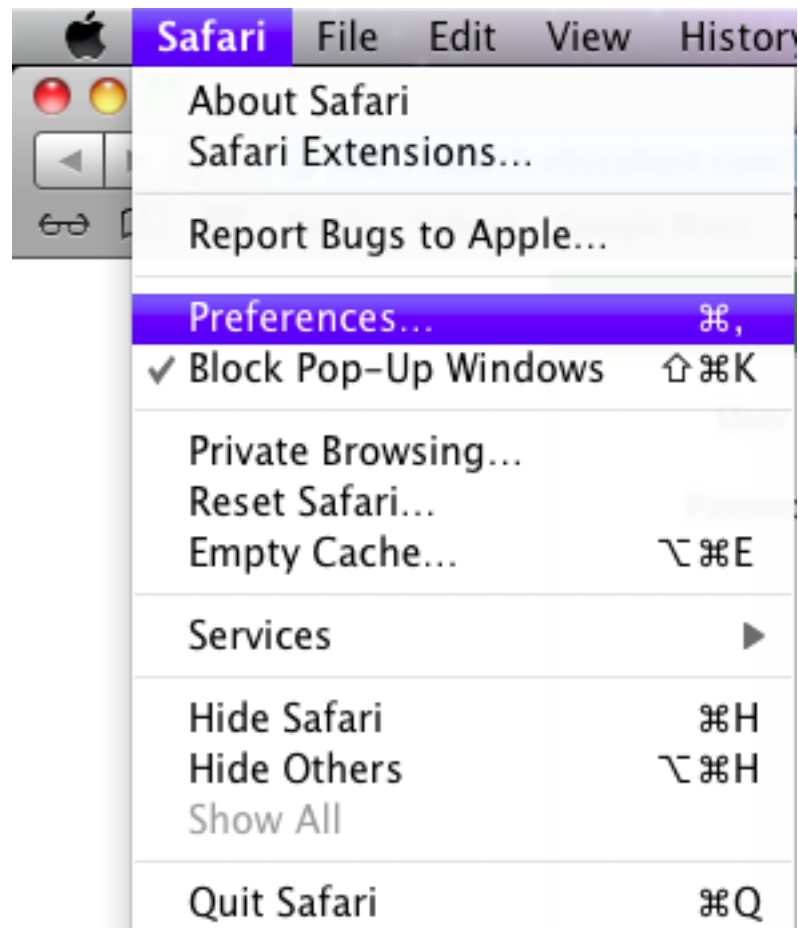 Safari File Edit View History
About Safari
Safari Extensions...
Report Bugs to Apple...
Preferences... ⌘,
✓ Block Pop-Up Windows ⇧⌘K
Private Browsing...
Reset Safari...
Empty Cache... ⌥⌘E
Services ▶
Hide Safari ⌘H
Hide Others ⌥⌘H
Show All
Quit Safari ⌘Q